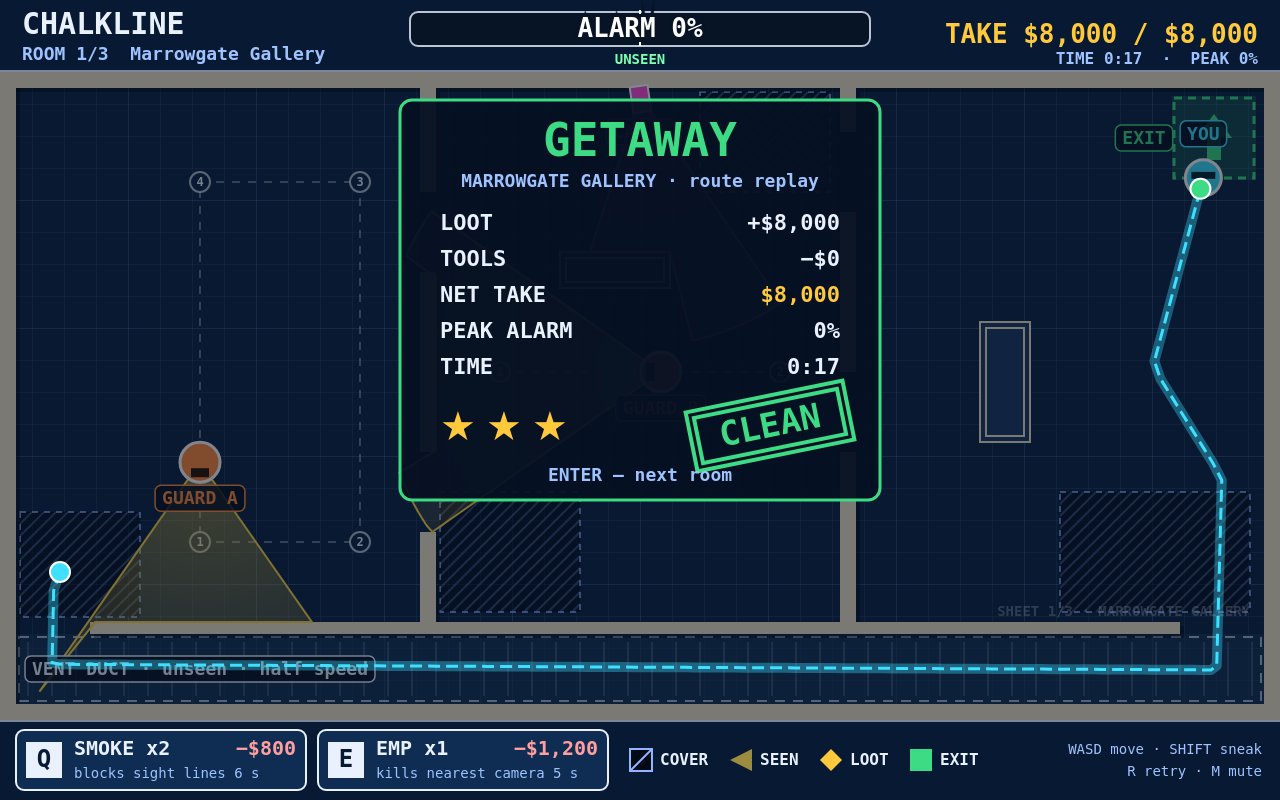 CHALKLINE
ROOM 1/3 Marrowgate Gallery
ALARM 0%
UNSEEN
TAKE $8,000 / $8,000
TIME 0:17 · PEAK 0%
GETAWAY
MARROWGATE GALLERY · route replay
LOOT +$8,000
TOOLS −$0
NET TAKE $8,000
PEAK ALARM 0%
TIME 0:17
★ ★ ★
CLEAN
ENTER — next room
EXIT
YOU
4
3
GUARD A
1
2
2
GUARD
SHEET 1/3 · MARROWGATE GALLERY
VENT DUCT · unseen · half speed
Q SMOKE x2 −$800
blocks sight lines 6 s
E EMP x1 −$1,200
kills nearest camera 5 s
COVER
SEEN
LOOT
EXIT
WASD move · SHIFT sneak
R retry · M mute